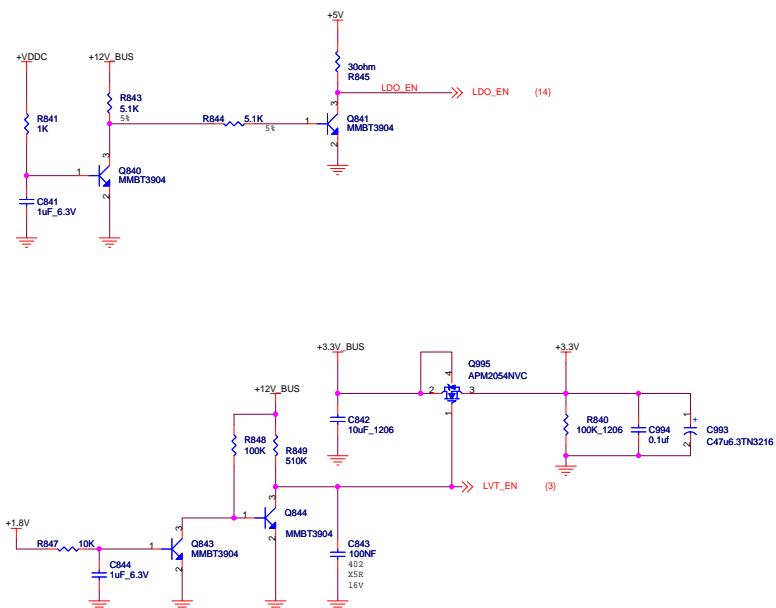 +5V
+VDDC
+12V_BUS
30ohm
R845
LDO_EN
LDO_EN
{14}
R843
5.1K
5%
R841
1K
R844
5.1K
5%
1
3
2
Q841
MMBT3904
1
3
2
Q840
MMBT3904
C841
1uF_6.3V
+3.3V_BUS
+3.3V
Q995
APM2054NVC
4
2
3
1
+12V_BUS
C842
10uF_1206
R840
100K_1206
C994
0.1uf
1
+
2
C993
C47u6.3TN3216
R848
100K
R849
510K
LVT_EN
{3}
+1.8V
R847
10K
1
3
2
Q843
MMBT3904
1
3
2
Q844
MMBT3904
C844
1uF_6.3V
C843
100NF
402
X5R
16V